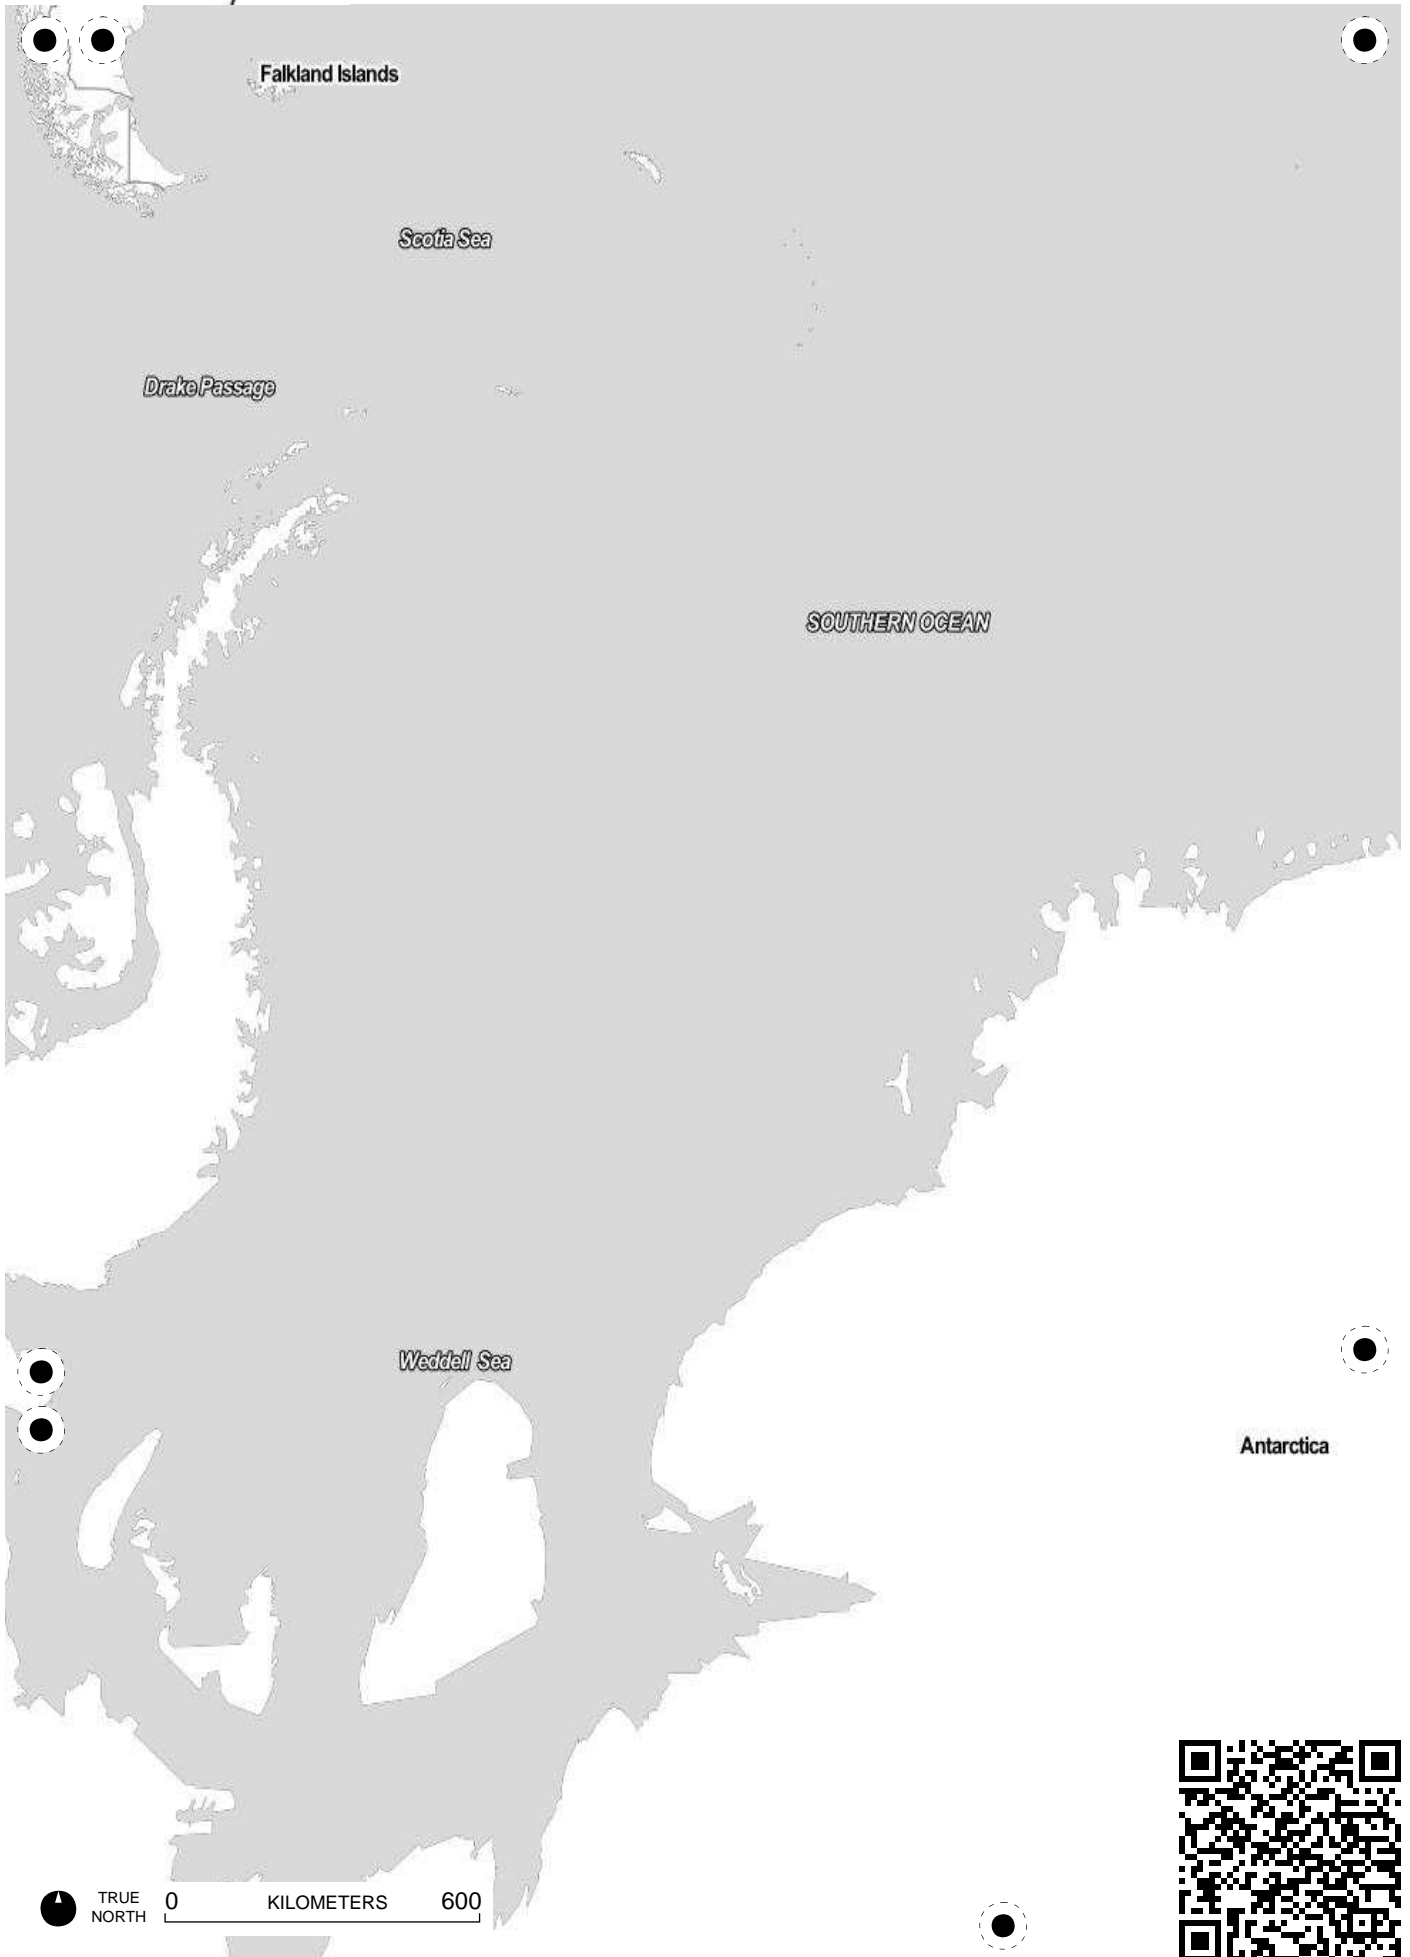 Falkland Islands
Scotia Sea
Drake Passage
SOUTHERN OCEAN
Weddell Sea
Antarctica
TRUE
NORTH
0 KILOMETERS 600